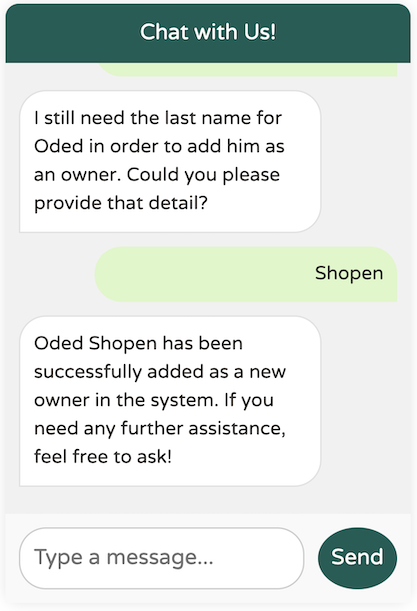 Chat with Us!
I still need the last name for
Oded in order to add him as
an owner. Could you please
provide that detail?
Shopen
Oded Shopen has been
successfully added as a new
owner in the system. If you
need any further assistance,
feel free to ask!
Type a message...
Send